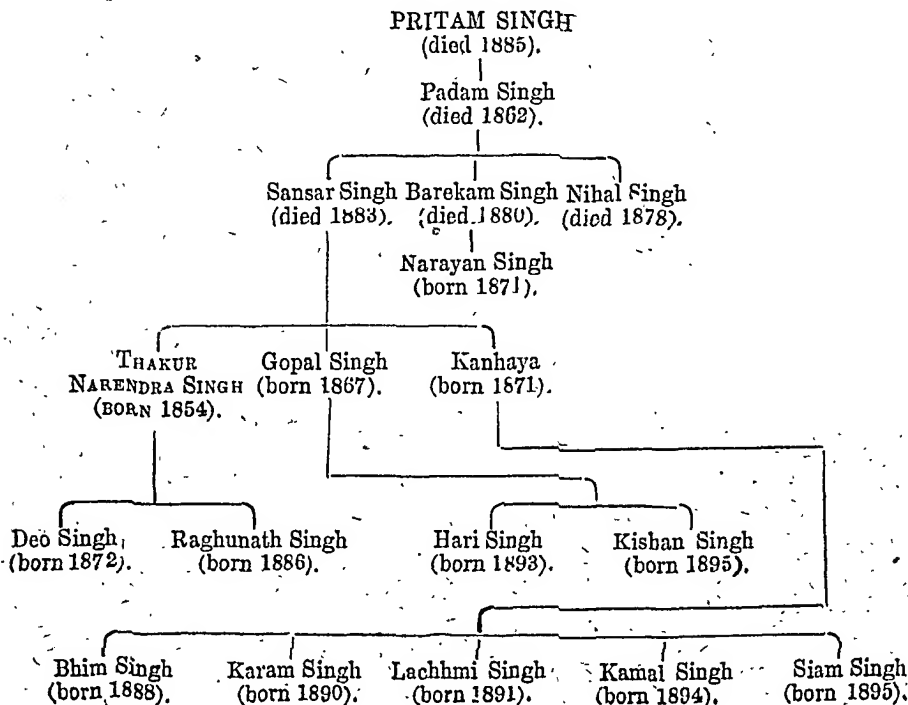 PRITAM SINGH
(died 1885).
Padam Singh
(died 1862).
Sansar Singh Barekam Singh Nihal Singh
(died 1883). (died 1880). (died 1878).
Narayan Singh
(born 1871).
THAKUR Gopal Singh Kanhaya
NARENDRA SINGH (born 1867). (born 1871).
(BORN 1854).
Deo Singh Raghunath Singh Hari Singh Kishan Singh
(born 1872). (born 1886). (born 1893). (born 1895).
Bhim Singh Karam Singh Lachhmi Singh Kamal Singh Siam Singh
(born 1888). (born 1890). (born 1891). (born 1894). (born 1895).